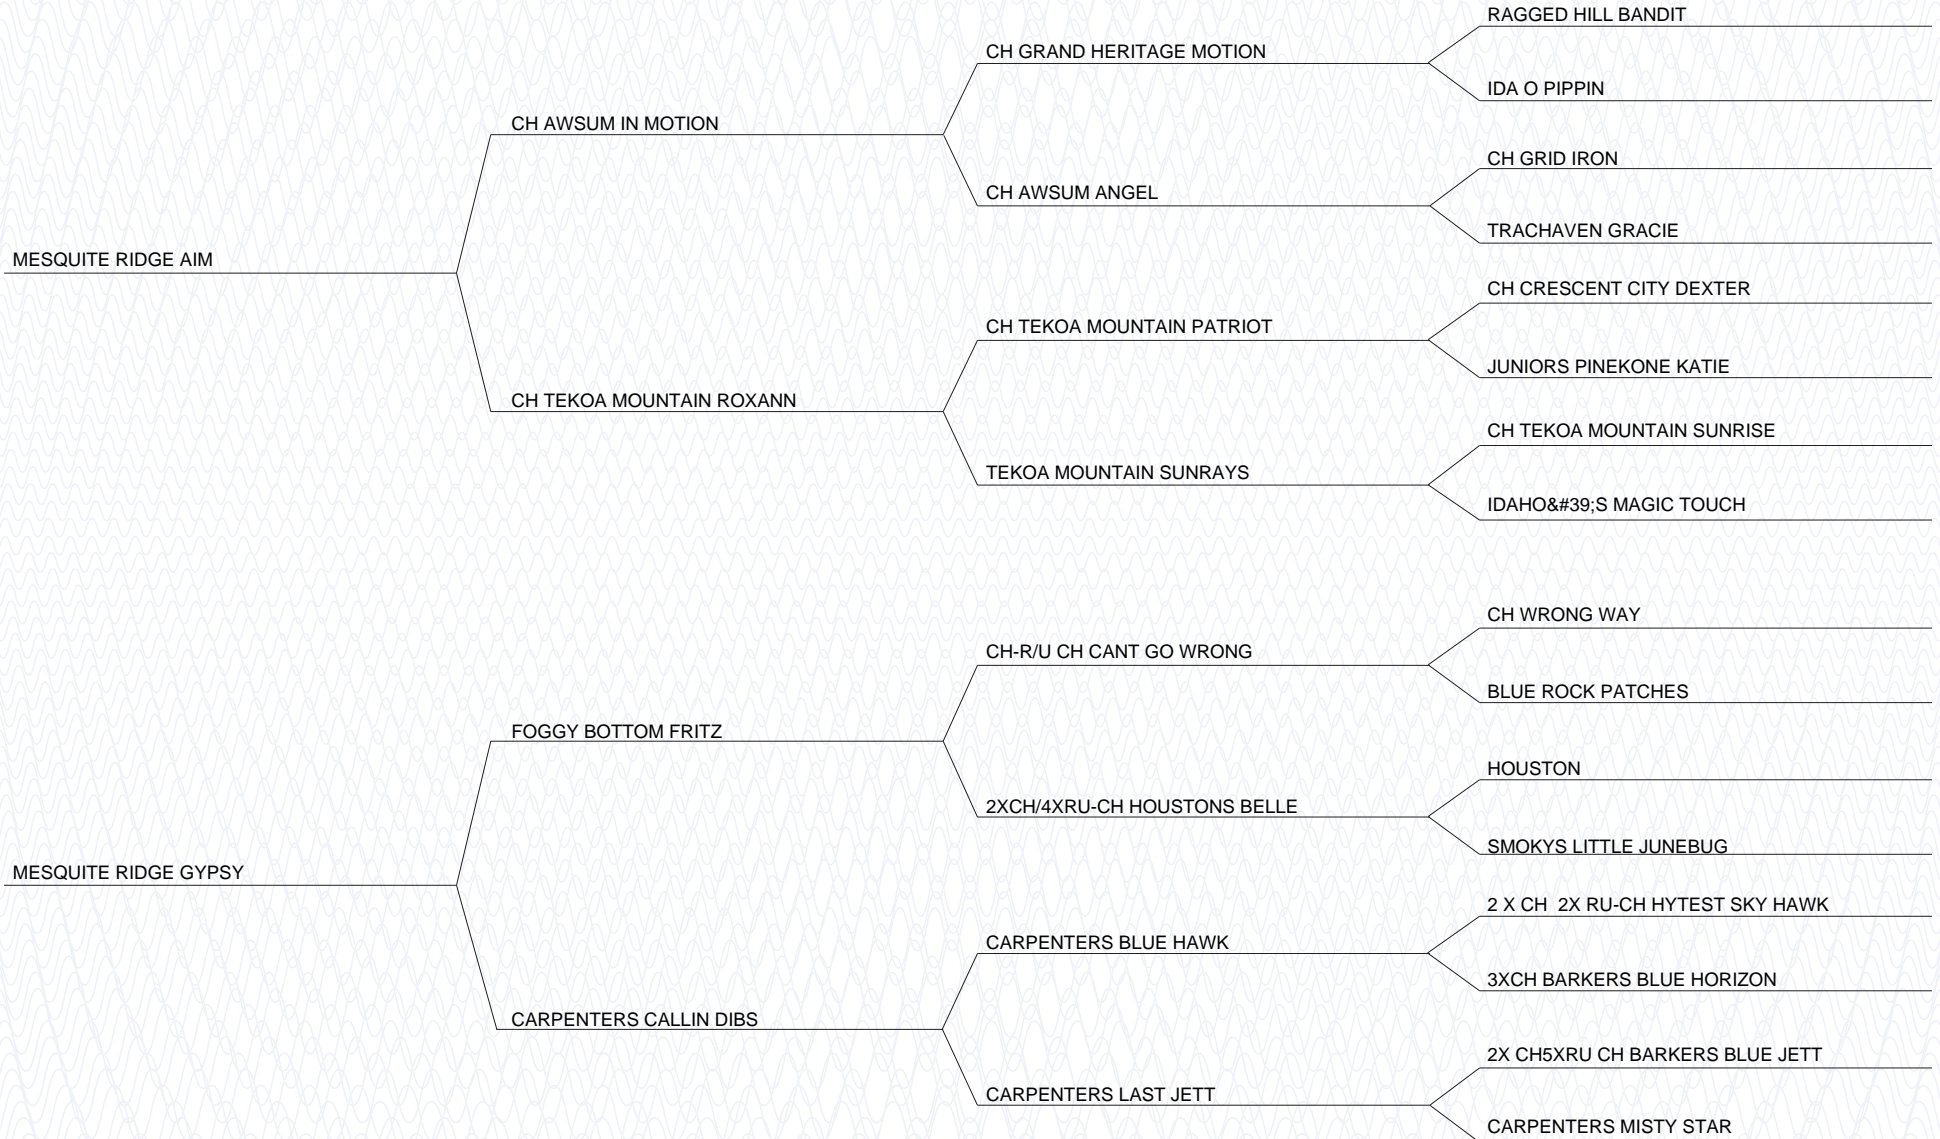 RAGGED HILL BANDIT
CH GRAND HERITAGE MOTION
IDA O PIPPIN
CH AWSUM IN MOTION
CH GRID IRON
CH AWSUM ANGEL
TRACHAVEN GRACIE
MESQUITE RIDGE AIM
CH CRESCENT CITY DEXTER
CH TEKOA MOUNTAIN PATRIOT
JUNIORS PINEKONE KATIE
CH TEKOA MOUNTAIN ROXANN
CH TEKOA MOUNTAIN SUNRISE
TEKOA MOUNTAIN SUNRAYS
IDAHO&#39;S MAGIC TOUCH
CH WRONG WAY
CH-R/U CH CANT GO WRONG
BLUE ROCK PATCHES
FOGGY BOTTOM FRITZ
HOUSTON
2XCH/4XRU-CH HOUSTONS BELLE
SMOKYS LITTLE JUNEBUG
MESQUITE RIDGE GYPSY
2 X CH  2X RU-CH HYTEST SKY HAWK
CARPENTERS BLUE HAWK
3XCH BARKERS BLUE HORIZON
CARPENTERS CALLIN DIBS
2X CH5XRU CH BARKERS BLUE JETT
CARPENTERS LAST JETT
CARPENTERS MISTY STAR